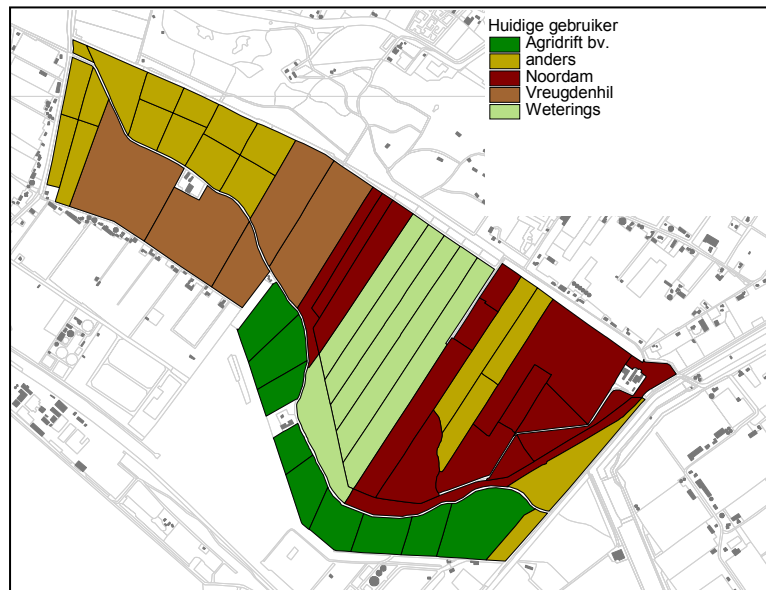 Huidige gebruiker
Agridrift bv.
anders
Noordam
Vreugdenhil
Weterings